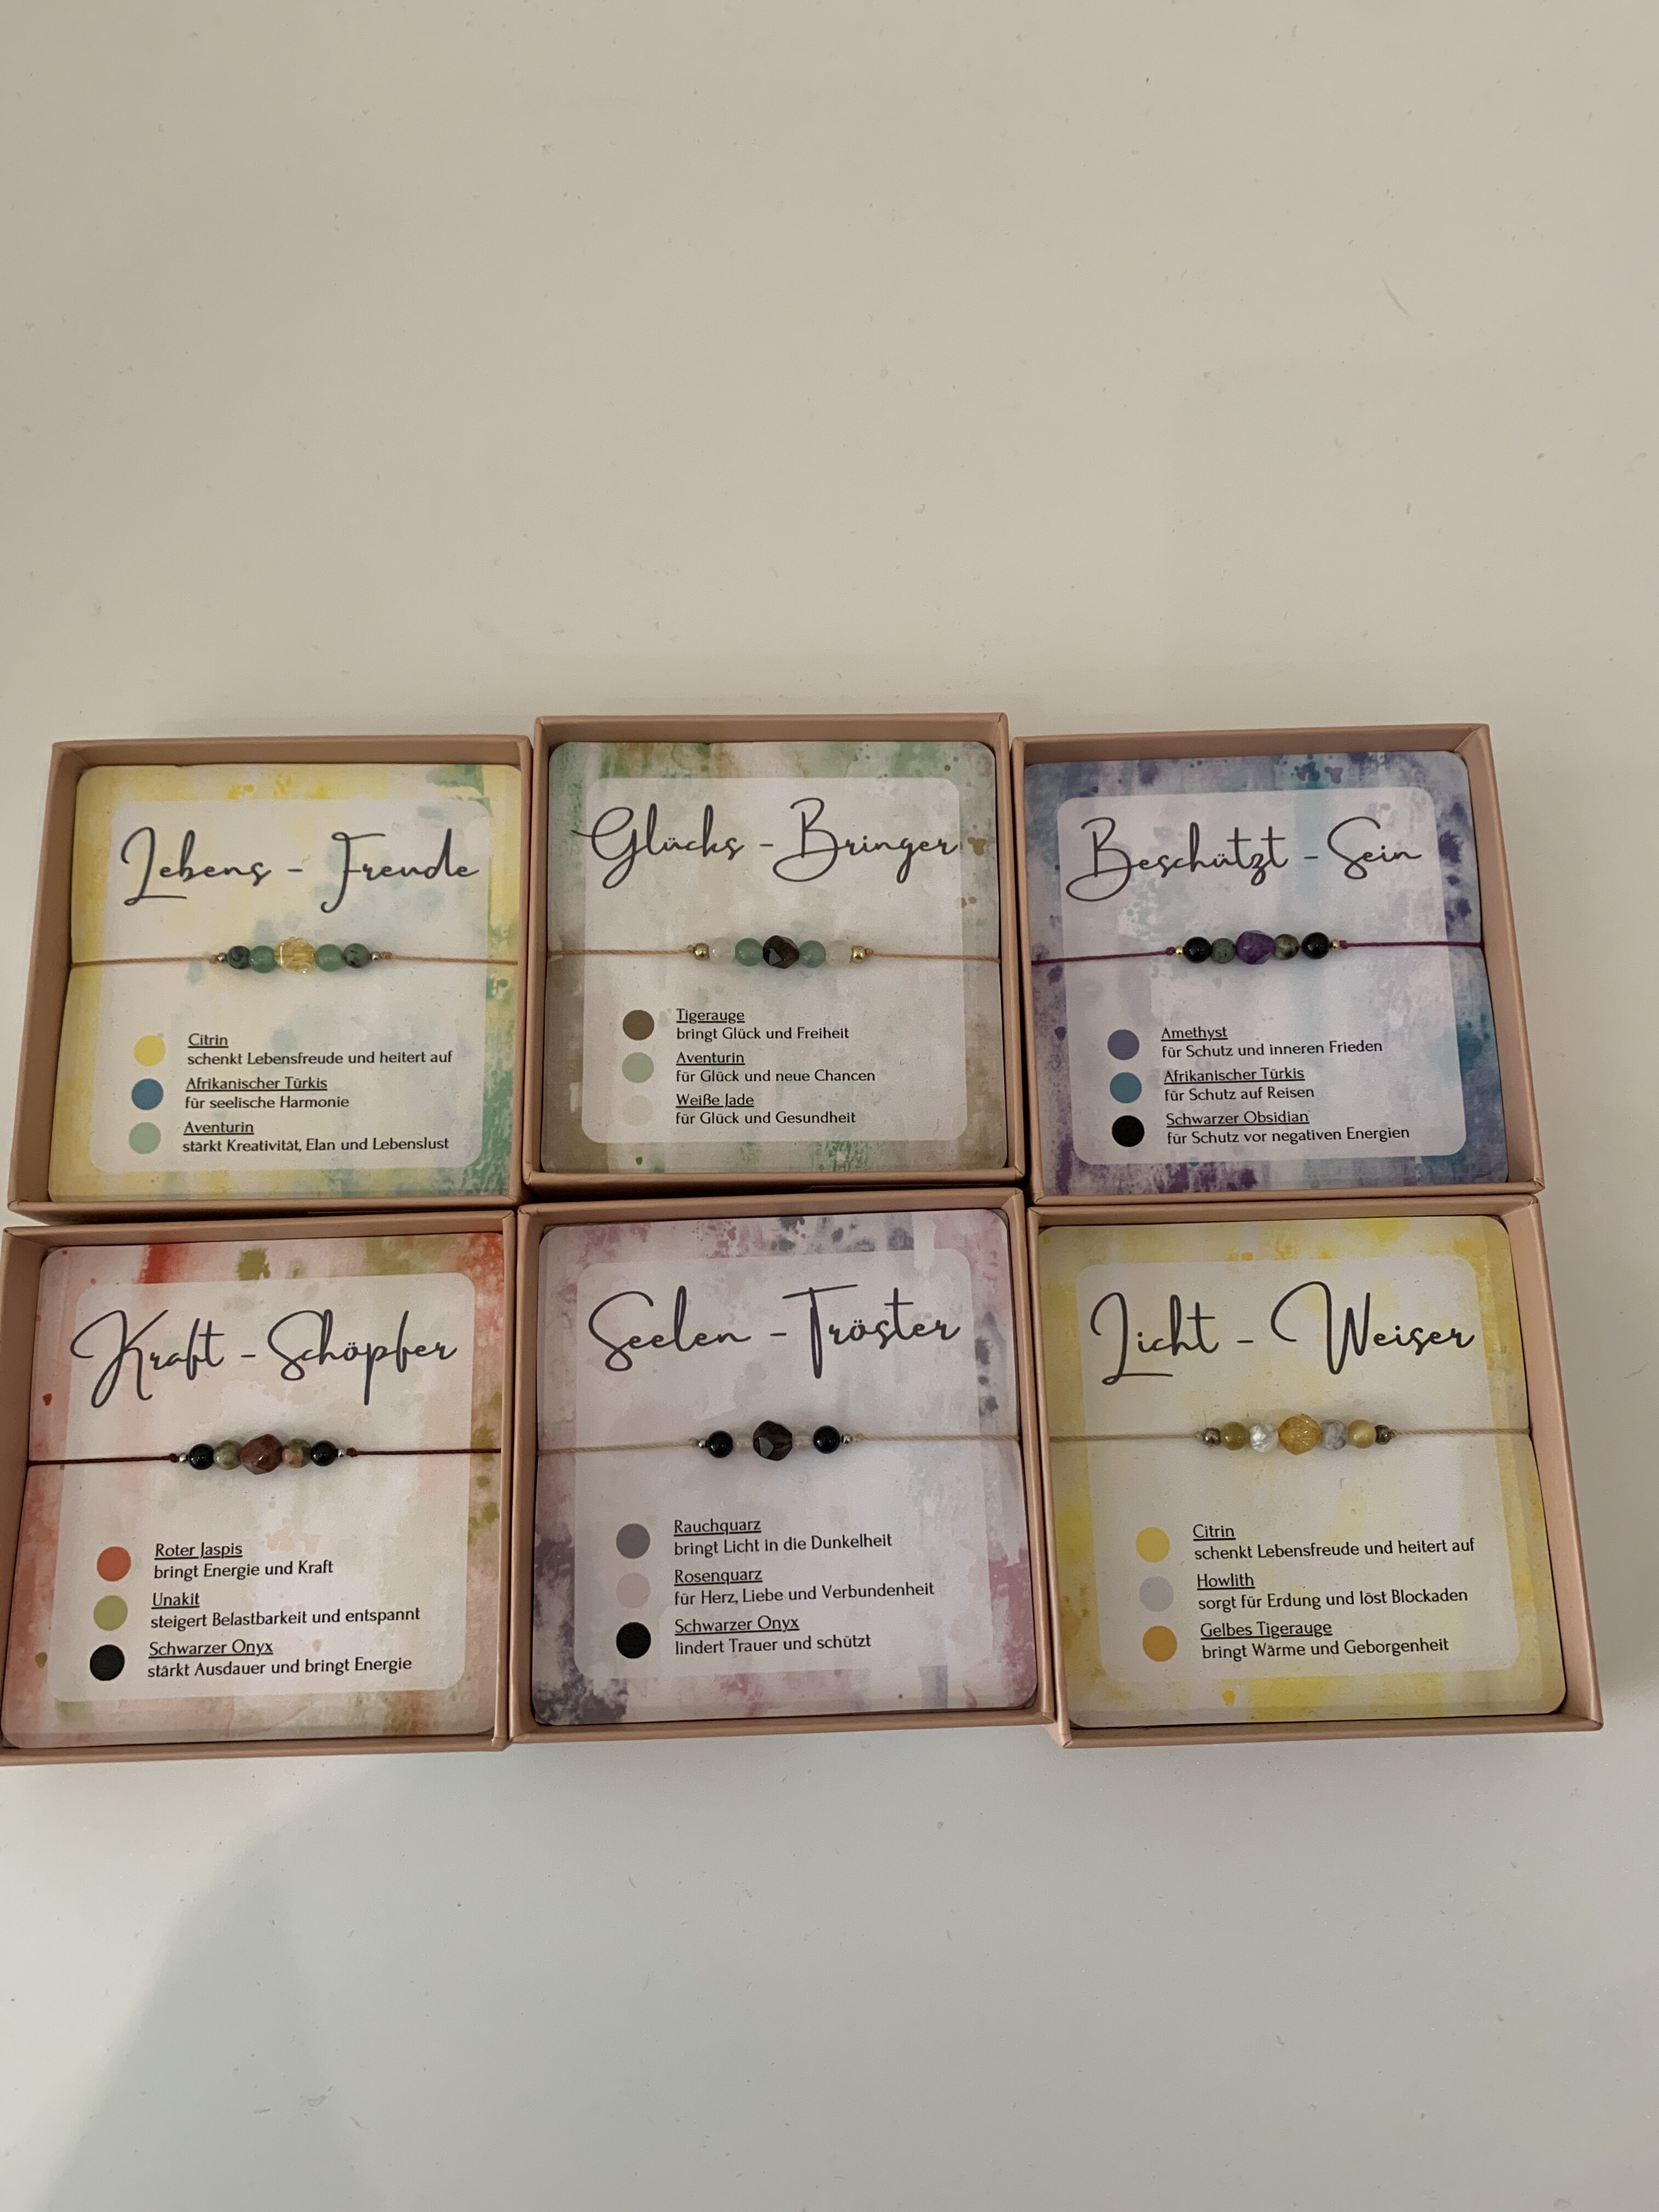 Lebens - Freude
Citrin
schenkt Lebensfreude und heitert auf
Afrikanischer Türkis
für seelische Harmonie
Aventurin
stärkt Kreativität, Elan und Lebenslust
Glücks - Bringer
Tigerauge
bringt Glück und Freiheit
Aventurin
für Glück und neue Chancen
Weiße Jade
für Glück und Gesundheit
Beschützt - Sein
Amethyst
für Schutz und inneren Frieden
Afrikanischer Türkis
für Schutz auf Reisen
Schwarzer Obsidian
für Schutz vor negativen Energien
Kraft - Schöpfer
Roter Jaspis
bringt Energie und Kraft
Unakit
steigert Belastbarkeit und entspannt
Schwarzer Onyx
stärkt Ausdauer und bringt Energie
Seelen - Tröster
Rauchquarz
bringt Licht in die Dunkelheit
Rosenquarz
für Herz, Liebe und Verbundenheit
Schwarzer Onyx
lindert Trauer und schützt
Licht - Weiser
Citrin
schenkt Lebensfreude und heitert auf
Howlith
sorgt für Erdung und löst Blockaden
Gelbes Tigerauge
bringt Wärme und Geborgenheit